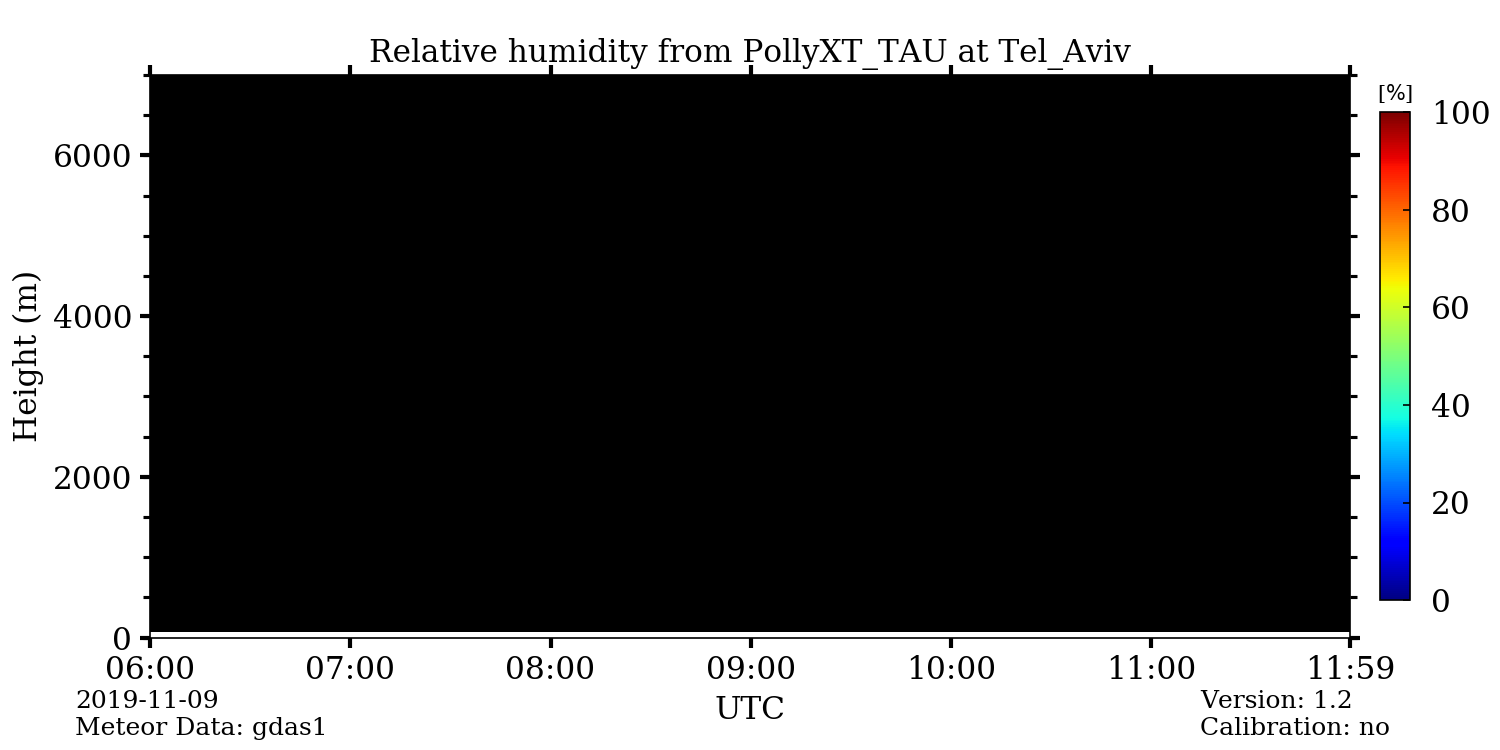 Relative humidity from PollyXT_TAU at Tel_Aviv
[%]
100
80
60
40
20
0
Height (m)
6000
4000
2000
0
06:00 07:00 08:00 09:00 10:00 11:00 11:59
UTC
2019-11-09
Meteor Data: gdas1
Version: 1.2
Calibration: no